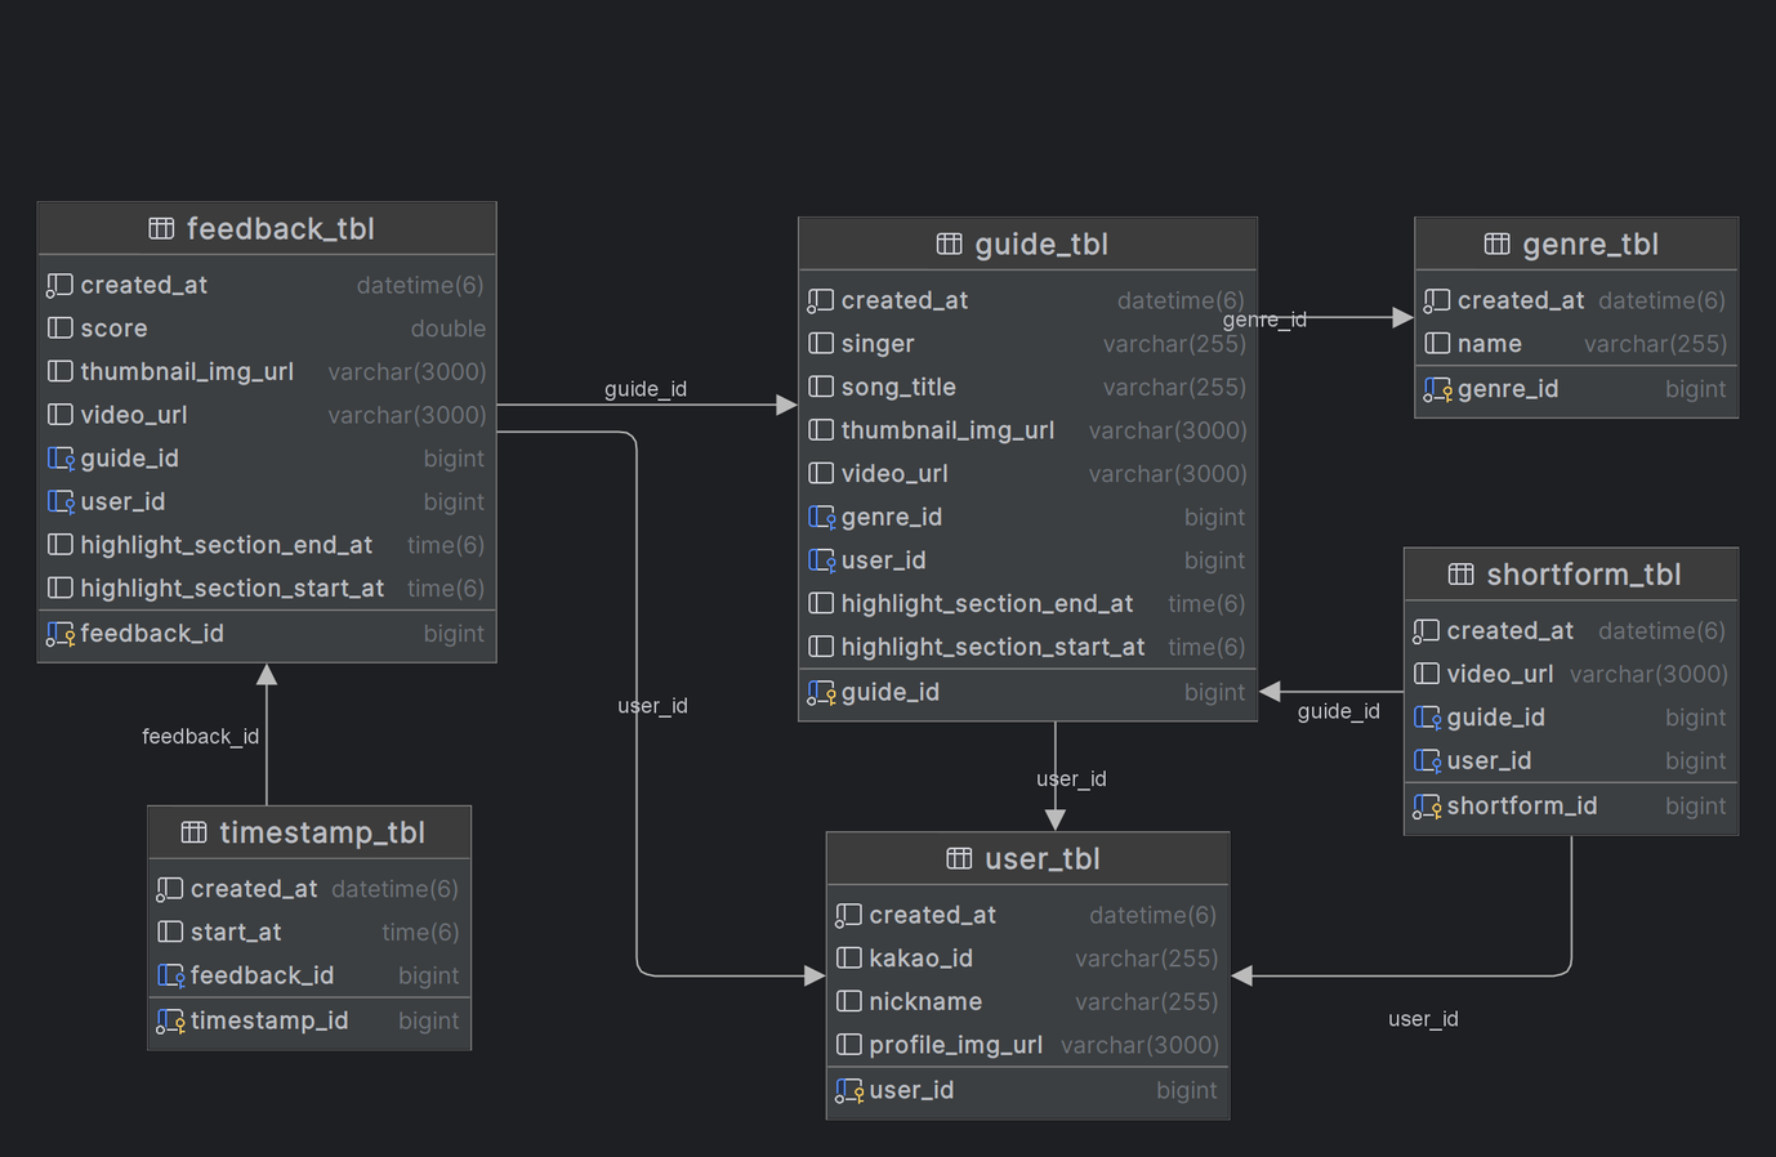 feedback_tbl
created_at datetime(6)
score double
thumbnail_img_url varchar(3000)
video_url varchar(3000)
guide_id bigint
user_id bigint
highlight_section_end_at time(6)
highlight_section_start_at time(6)
feedback_id bigint
guide_id
user_id
feedback_id
timestamp_tbl
created_at datetime(6)
start_at time(6)
feedback_id bigint
timestamp_id bigint
guide_tbl
created_at datetime(6)
singer varchar(255)
song_title varchar(255)
thumbnail_img_url varchar(3000)
video_url varchar(3000)
genre_id bigint
user_id bigint
highlight_section_end_at time(6)
highlight_section_start_at time(6)
guide_id bigint
genre_id
user_id
user_tbl
created_at datetime(6)
kakao_id varchar(255)
nickname varchar(255)
profile_img_url varchar(3000)
user_id bigint
genre_tbl
created_at datetime(6)
name varchar(255)
genre_id bigint
shortform_tbl
created_at datetime(6)
video_url varchar(3000)
guide_id bigint
user_id bigint
shortform_id bigint
guide_id
user_id